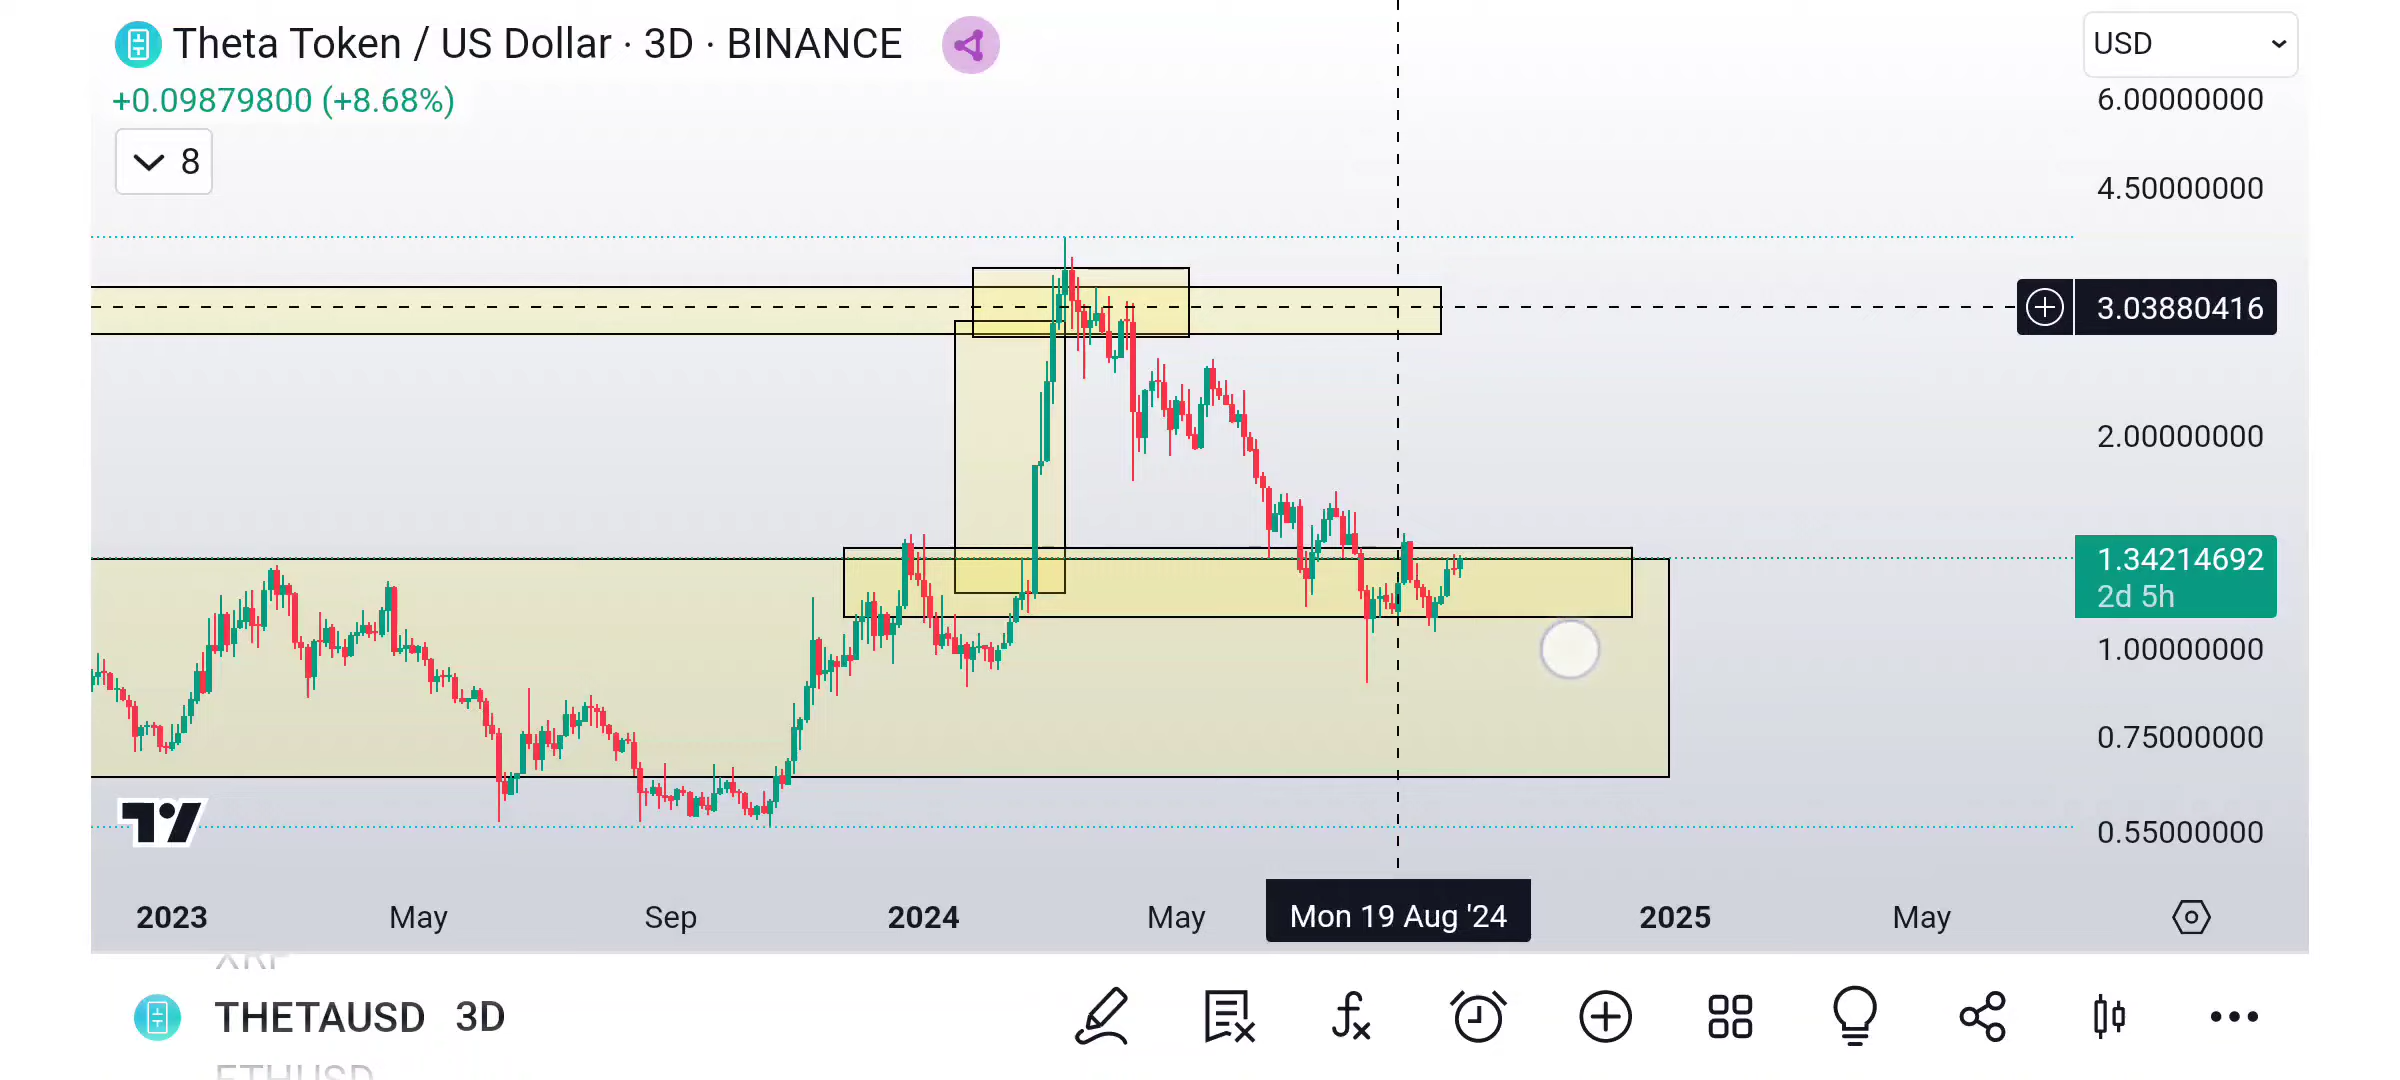 Theta Token / US Dollar · 3D · BINANCE
USD
+0.09879800 (+8.68%)
8
6.00000000
4.50000000
3.03880416
2.00000000
1.34214692
2d 5h
1.00000000
0.75000000
0.55000000
2023 May Sep 2024 May Mon 19 Aug '24 2025 May
XRP
THETAUSD 3D
ETHUSD